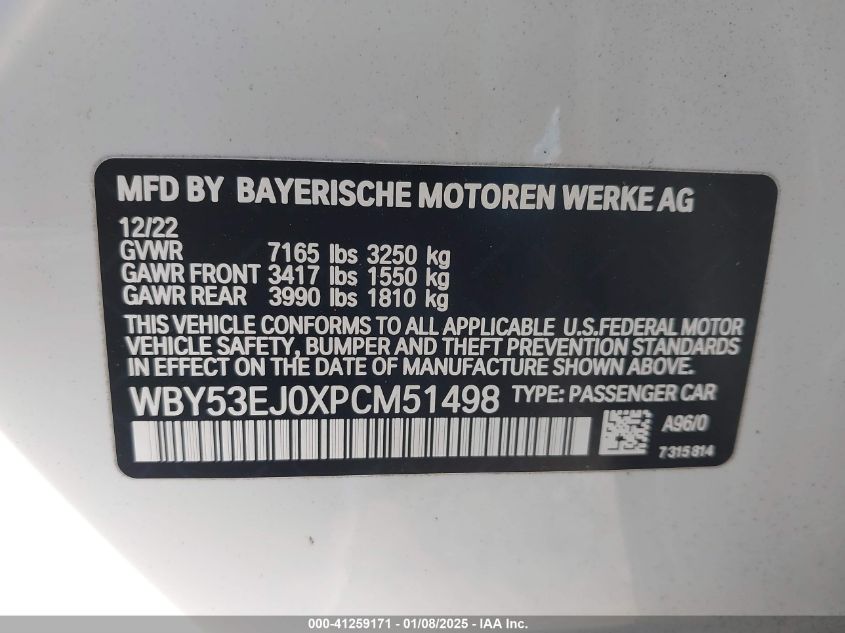 MFD BY BAYERISCHE MOTOREN WERKE AG
12/22
GVWR 7165 lbs 3250 kg
GAWR FRONT 3417 lbs 1550 kg
GAWR REAR 3990 lbs 1810 kg
THIS VEHICLE CONFORMS TO ALL APPLICABLE U.S.FEDERAL MOTOR
VEHICLE SAFETY, BUMPER AND THEFT PREVENTION STANDARDS
IN EFFECT ON THE DATE OF MANUFACTURE SHOWN ABOVE.
WBY53EJ0XPCM51498 TYPE: PASSENGER CAR
A96/0
7315814
000-41259171 - 01/08/2025 - IAA Inc.